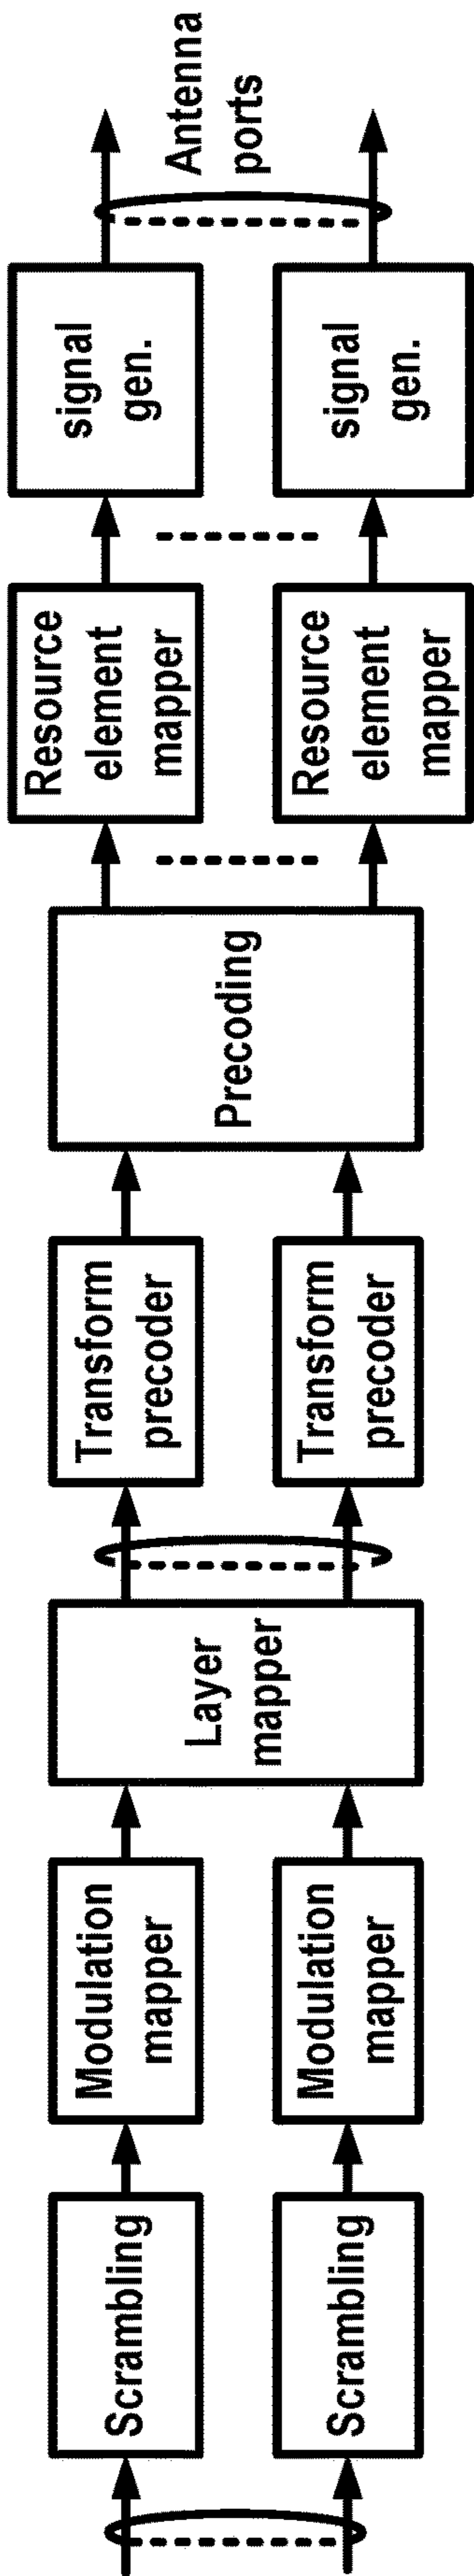 Scrambling
Scrambling
Modulation
mapper
Modulation
mapper
Layer
mapper
Transform
precoder
Transform
precoder
Precoding
Resource
element
mapper
Resource
element
mapper
signal
gen.
signal
gen.
Antenna
ports